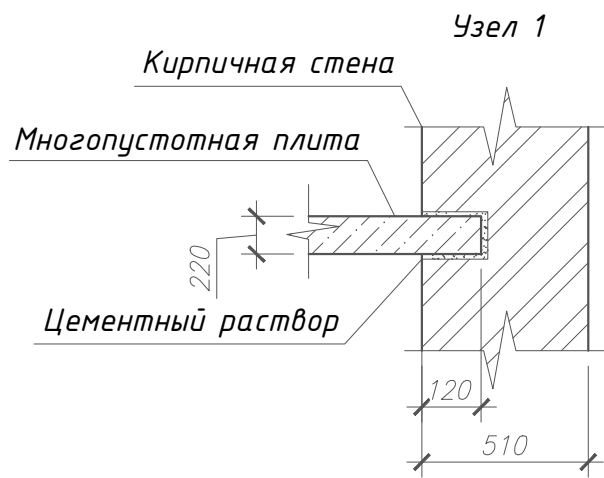 Узел 1
Кирпичная стена
Многопустотная плита
220
Цементный раствор
120
510